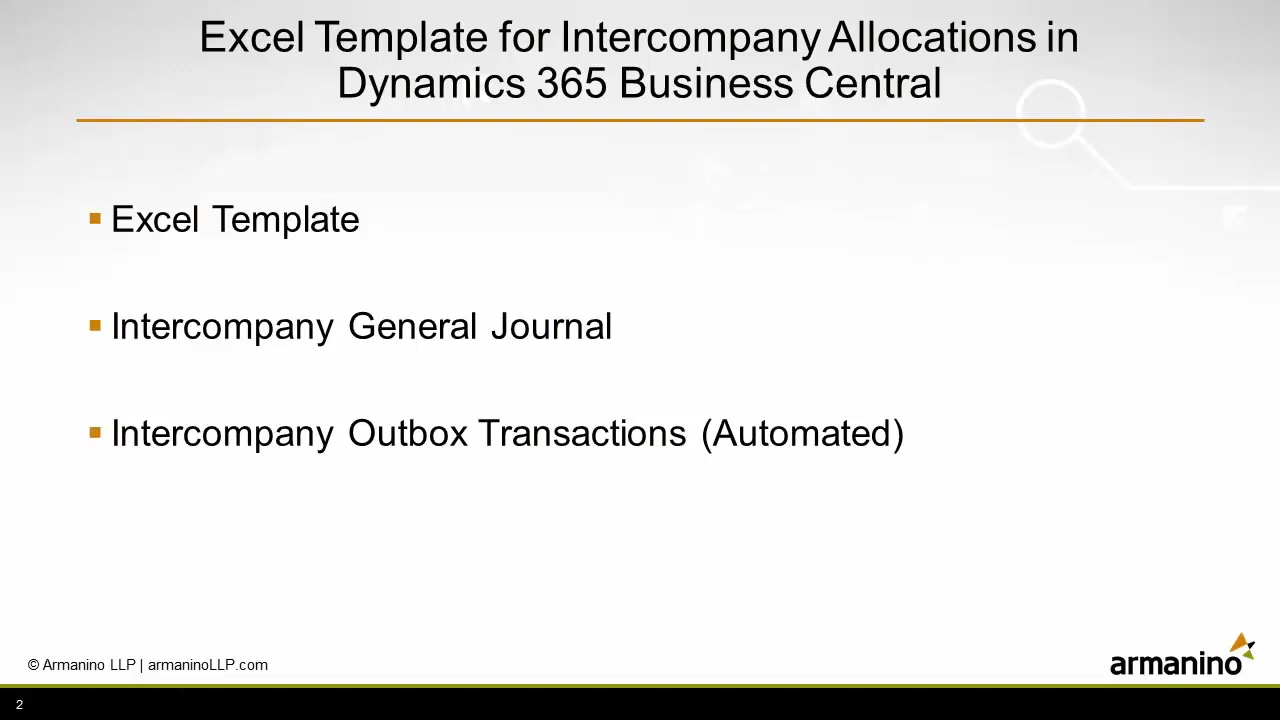 Excel Template for Intercompany Allocations in
Dynamics 365 Business Central
Excel Template
Intercompany General Journal
Intercompany Outbox Transactions (Automated)
© Armanino LLP | armaninoLLP.com
armanino
2